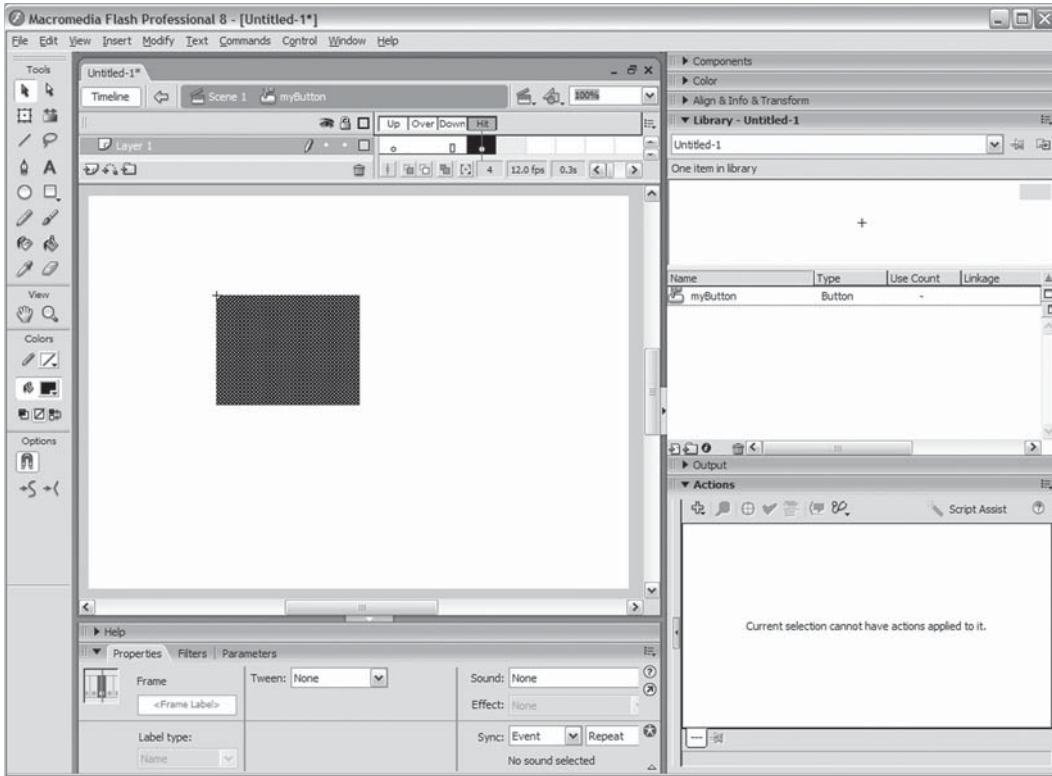 Macromedia Flash Professional 8 - [Untitled-1*]
File Edit View Insert Modify Text Commands Control Window Help
Tools
View
Colors
Options
Untitled-1*
Timeline
Scene 1 myButton
100%
Up Over Down Hit
Layer 1
4 12.0 fps 0.3s
Help
Properties Filters Parameters
Frame
<Frame Label>
Label type:
Name
Tween: None
Sound: None
Effect: None
Sync: Event Repeat
No sound selected
Components
Color
Align & Info & Transform
Library - Untitled-1
Untitled-1
One item in library
Name Type Use Count Linkage
myButton Button -
Output
Actions
Script Assist
Current selection cannot have actions applied to it.